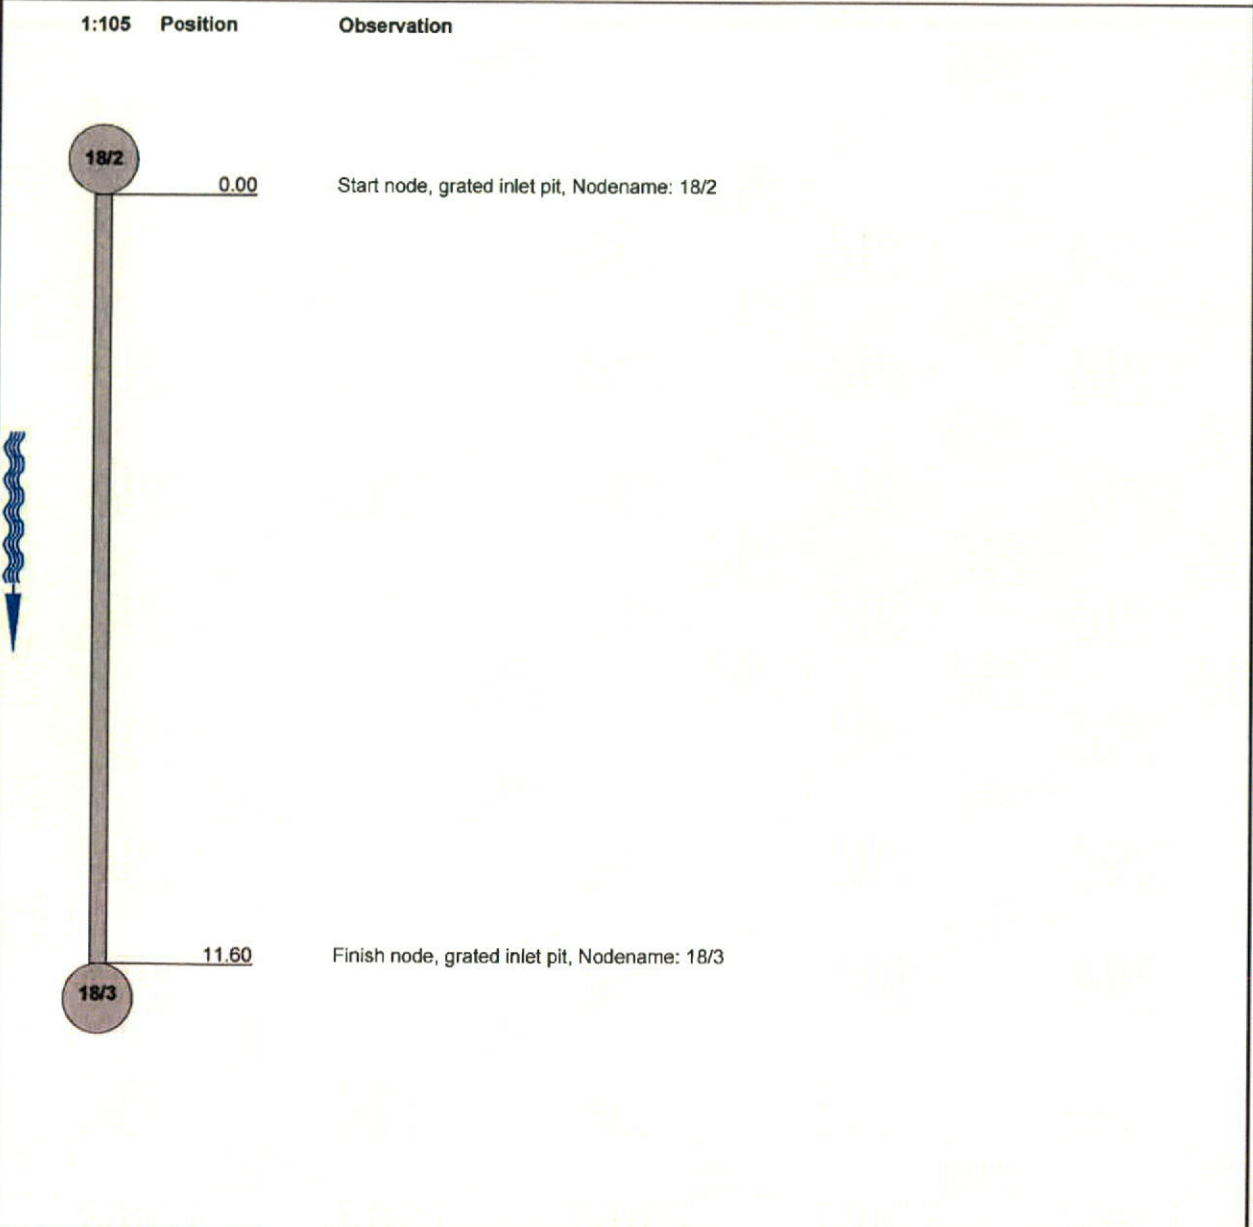 1:105 Position Observation
18/2
0.00 Start node, grated inlet pit, Nodename: 18/2
11.60 Finish node, grated inlet pit, Nodename: 18/3
18/3